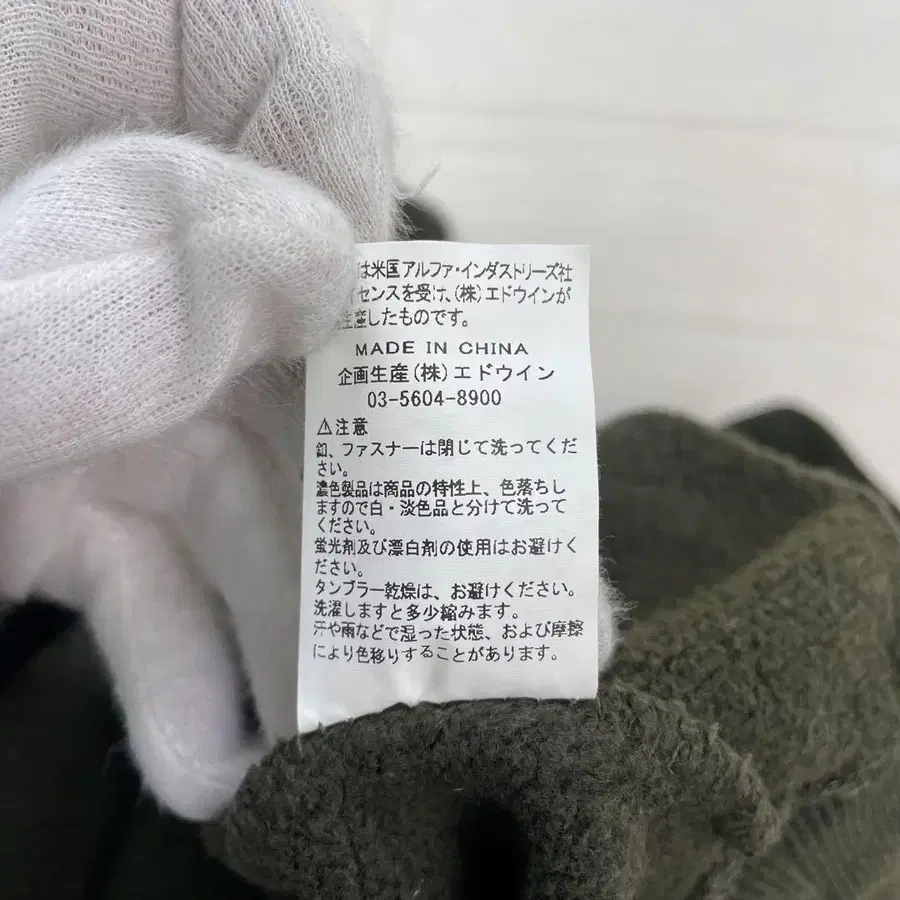 は米国アルファ・インダストリーズ社
イセンスを受け、(株)エドウインが
生産したものです。
MADE IN CHINA
企画生産(株)エドウイン
03-5604-8900
⚠注意
釦、ファスナーは閉じて洗ってくだ
さい。
濃色製品は商品の特性上、色落ちし
ますので白・淡色品と分けて洗って
ください。
蛍光剤及び漂白剤の使用はお避けく
ださい。
タンブラー乾燥は、お避けください。
洗濯しますと多少縮みます。
汗や雨などで湿った状態、および摩擦
により色移りすることがあります。